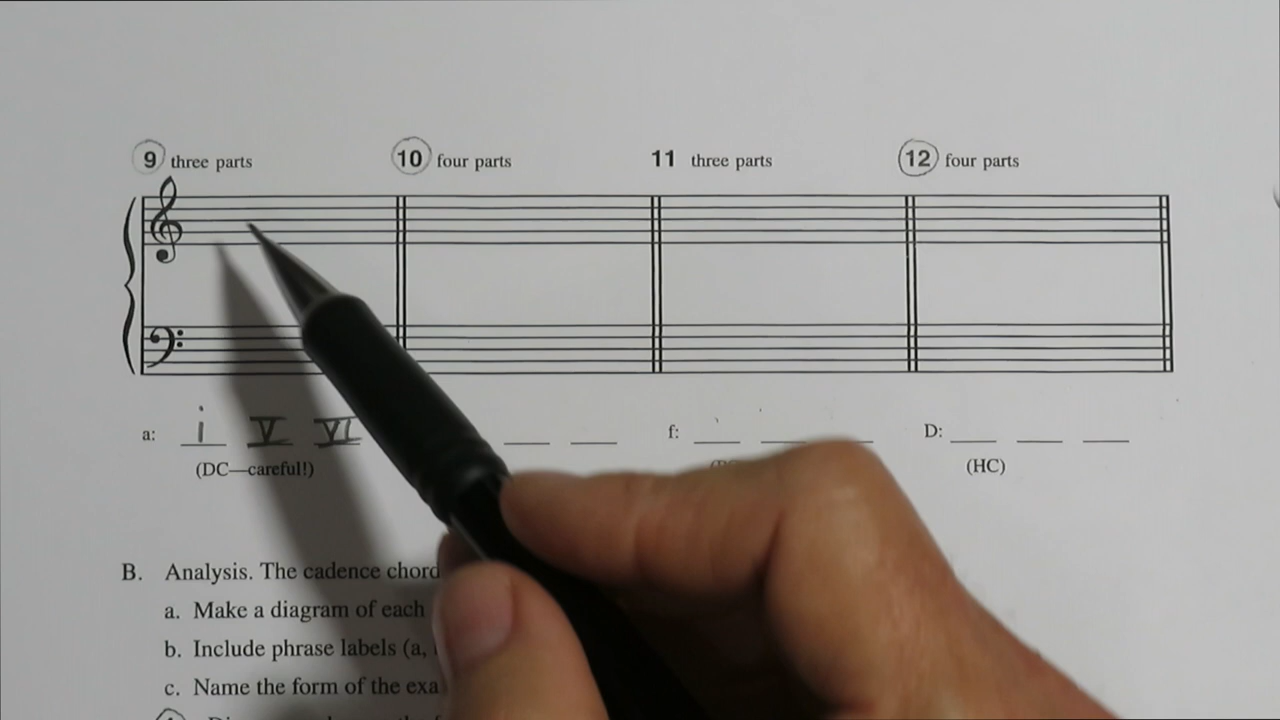 9 three parts 10 four parts 11 three parts 12 four parts
a: i V VI f: D:
(DC—careful!) (HC)
B. Analysis. The cadence chord
a. Make a diagram of each
b. Include phrase labels (a,
c. Name the form of the exa